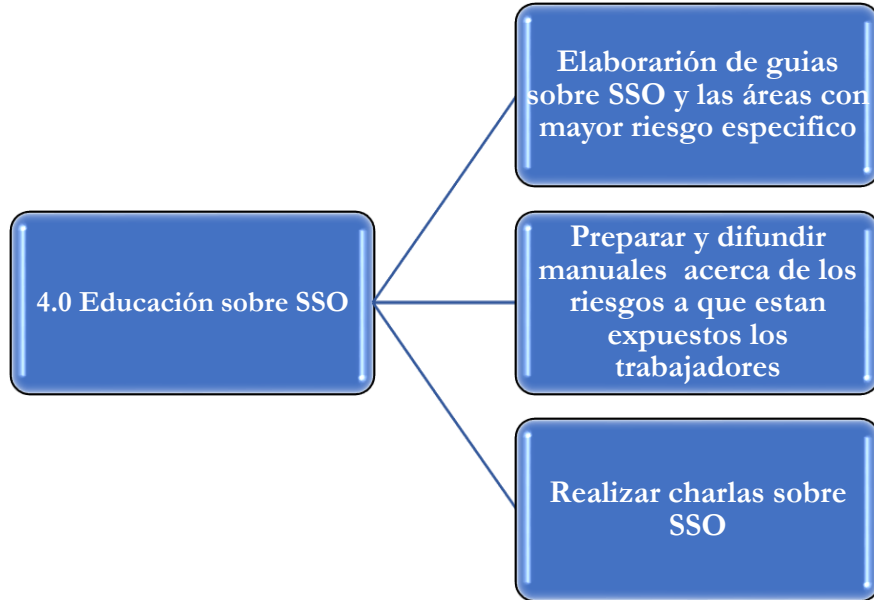 4.0 Educación sobre SSO
Elaborarión de guias
sobre SSO y las áreas con
mayor riesgo especifico
Preparar y difundir
manuales acerca de los
riesgos a que estan
expuestos los
trabajadores
Realizar charlas sobre
SSO